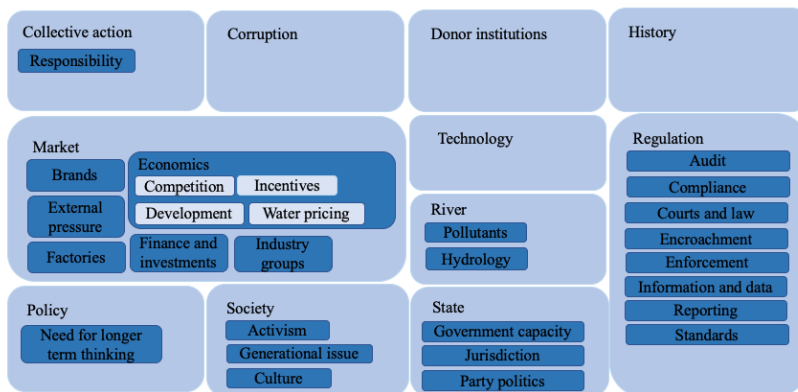 Collective action
Responsibility
Corruption
Donor institutions
History
Market
Brands
External
pressure
Factories
Economics
Competition
Incentives
Development
Water pricing
Finance and
investments
Industry
groups
Technology
River
Pollutants
Hydrology
Regulation
Audit
Compliance
Courts and law
Encroachment
Enforcement
Information and data
Reporting
Standards
Policy
Need for longer
term thinking
Society
Activism
Generational issue
Culture
State
Government capacity
Jurisdiction
Party politics